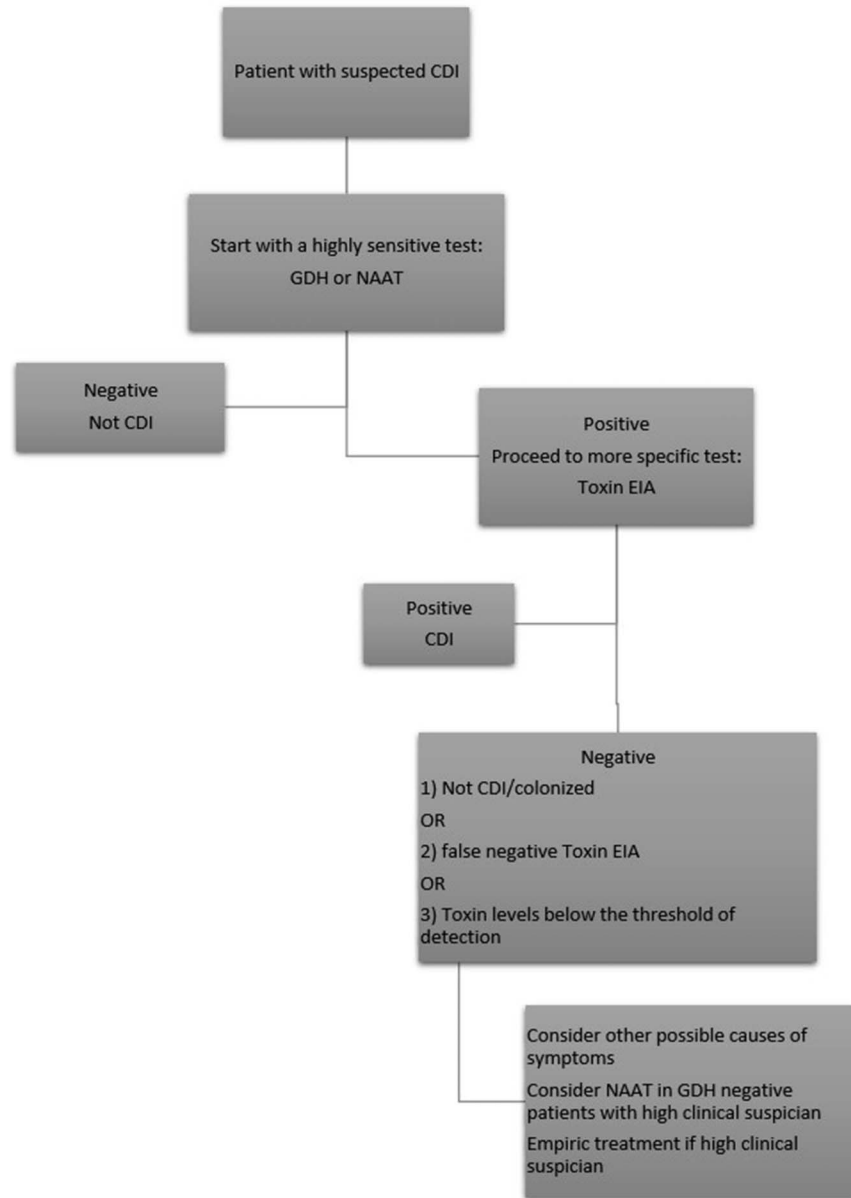 Patient with suspected CDI
Start with a highly sensitive test:
GDH or NAAT
Negative
Not CDI
Positive
Proceed to more specific test:
Toxin EIA
Positive
CDI
Negative
1) Not CDI/colonized
OR
2) false negative Toxin EIA
OR
3) Toxin levels below the threshold of
detection
Consider other possible causes of
symptoms
Consider NAAT in GDH negative
patients with high clinical suspician
Empiric treatment if high clinical
suspician